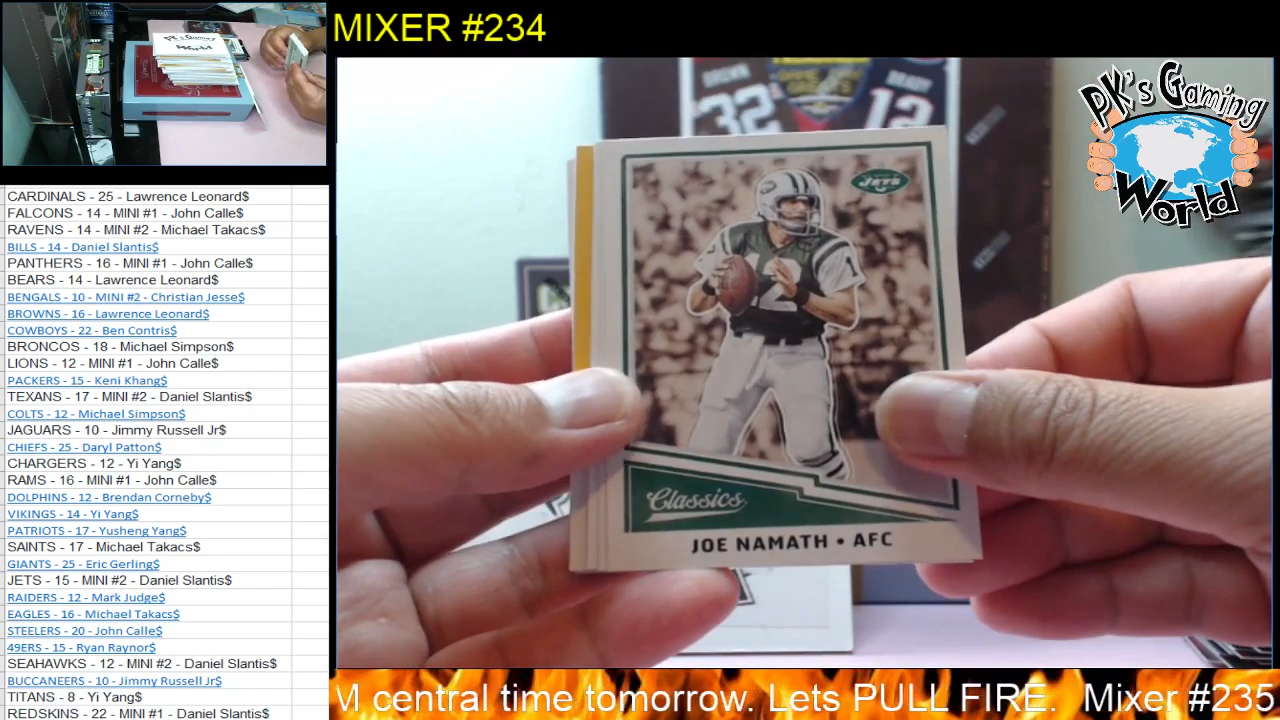 MIXER #234
BROWN
32
BRADY
12
PK's Gaming
World
JETS
12
1
Classics
JOE NAMATH • AFC
CARDINALS - 25 - Lawrence Leonard$
FALCONS - 14 - MINI #1 - John Calle$
RAVENS - 14 - MINI #2 - Michael Takacs$
BILLS - 14 - Daniel Slantis$
PANTHERS - 16 - MINI #1 - John Calle$
BEARS - 14 - Lawrence Leonard$
BENGALS - 10 - MINI #2 - Christian Jesse$
BROWNS - 16 - Lawrence Leonard$
COWBOYS - 22 - Ben Contris$
BRONCOS - 18 - Michael Simpson$
LIONS - 12 - MINI #1 - John Calle$
PACKERS - 15 - Keni Khang$
TEXANS - 17 - MINI #2 - Daniel Slantis$
COLTS - 12 - Michael Simpson$
JAGUARS - 10 - Jimmy Russell Jr$
CHIEFS - 25 - Daryl Patton$
CHARGERS - 12 - Yi Yang$
RAMS - 16 - MINI #1 - John Calle$
DOLPHINS - 12 - Brendan Corneby$
VIKINGS - 14 - Yi Yang$
PATRIOTS - 17 - Yusheng Yang$
SAINTS - 17 - Michael Takacs$
GIANTS - 25 - Eric Gerling$
JETS - 15 - MINI #2 - Daniel Slantis$
RAIDERS - 12 - Mark Judge$
EAGLES - 16 - Michael Takacs$
STEELERS - 20 - John Calle$
49ERS - 15 - Ryan Raynor$
SEAHAWKS - 12 - MINI #2 - Daniel Slantis$
BUCCANEERS - 10 - Jimmy Russell Jr$
TITANS - 8 - Yi Yang$
REDSKINS - 22 - MINI #1 - Daniel Slantis$
M central time tomorrow. Lets PULL FIRE. Mixer #235